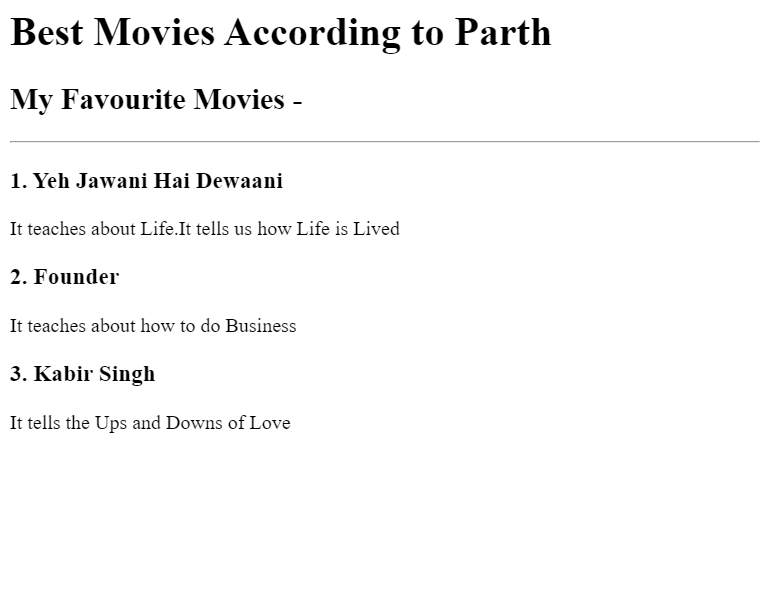 Best Movies According to Parth
My Favourite Movies -
1. Yeh Jawani Hai Dewaani
It teaches about Life.It tells us how Life is Lived
2. Founder
It teaches about how to do Business
3. Kabir Singh
It tells the Ups and Downs of Love